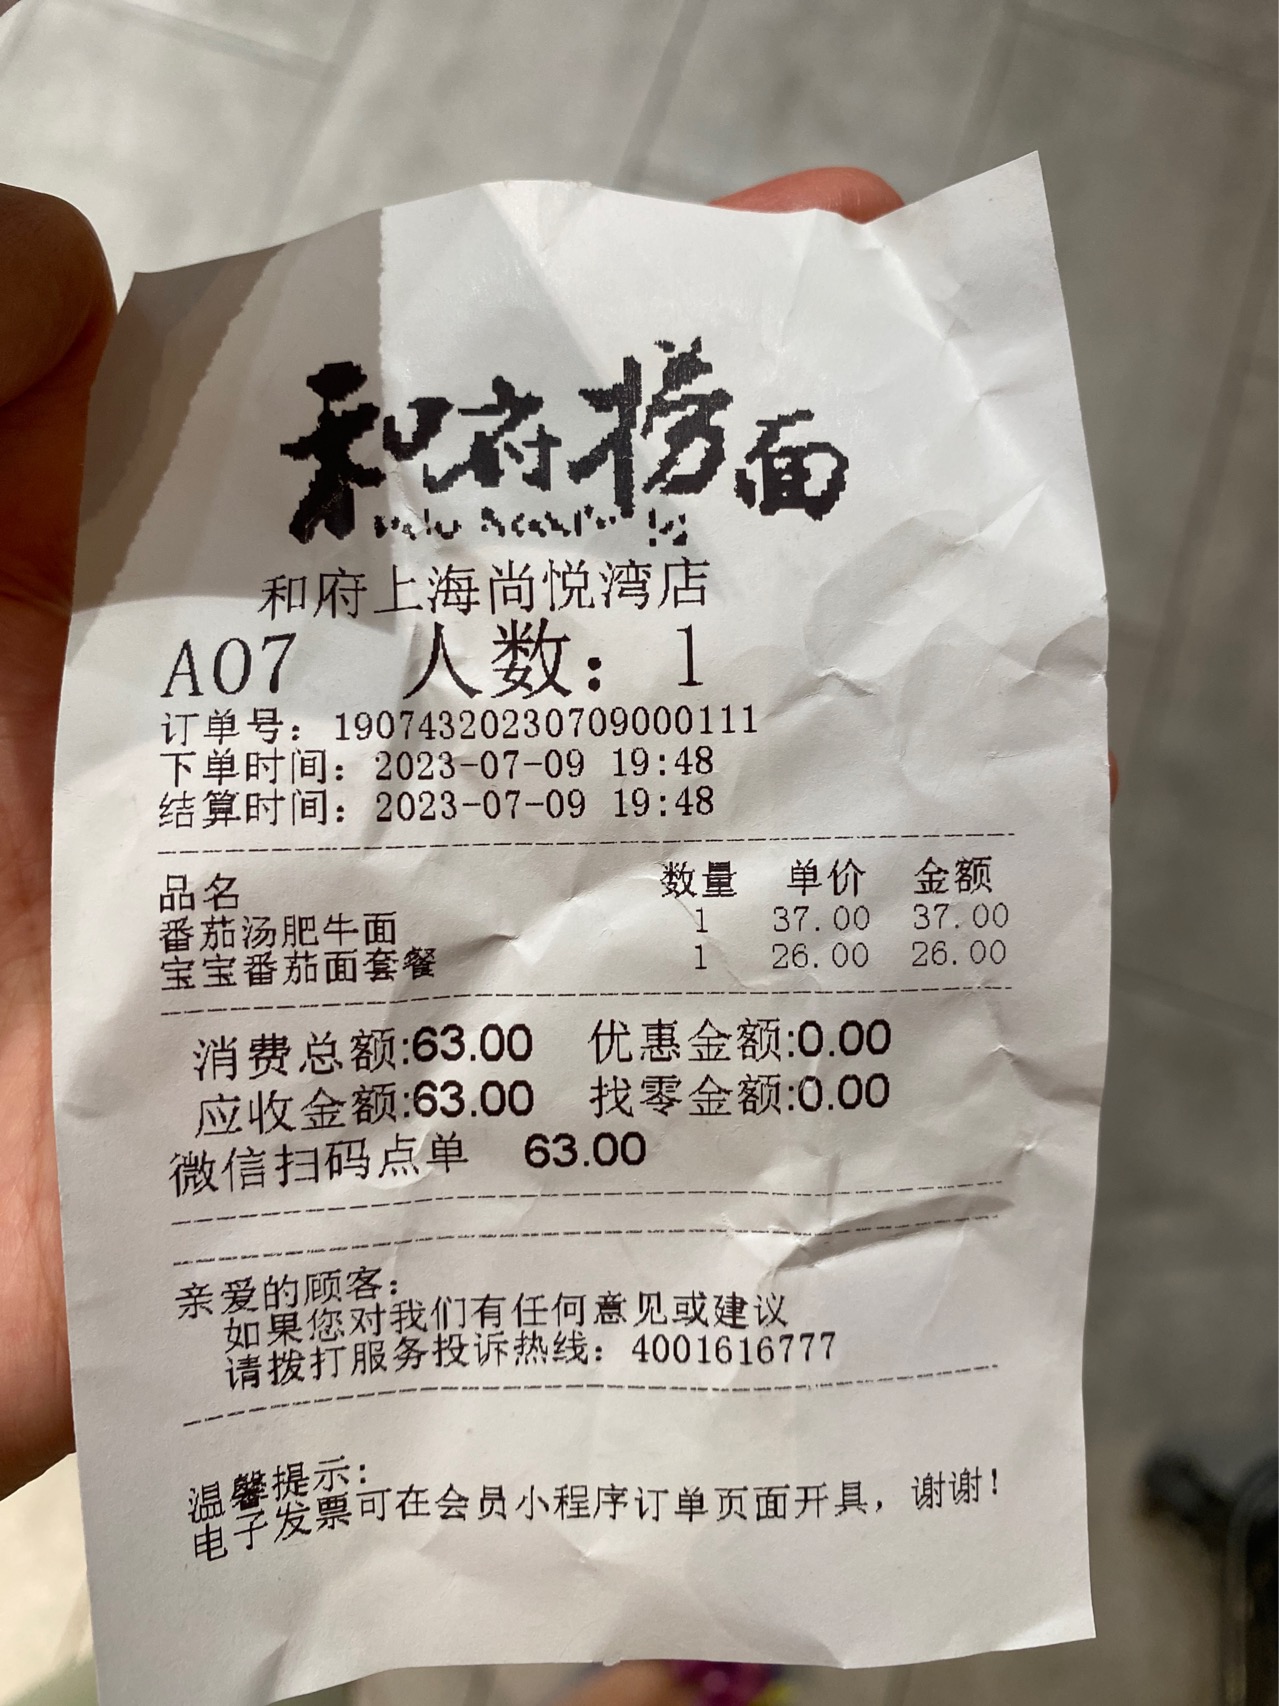 和府捞面
和府上海尚悦湾店
A07 人数：1
订单号：19074320230709000111
下单时间：2023-07-09 19:48
结算时间：2023-07-09 19:48
品名 数量 单价 金额
番茄汤肥牛面 1 37.00 37.00
宝宝番茄面套餐 1 26.00 26.00
消费总额:63.00 优惠金额:0.00
应收金额:63.00 找零金额:0.00
微信扫码点单 63.00
亲爱的顾客：
如果您对我们有任何意见或建议
请拨打服务投诉热线：4001616777
温馨提示：
电子发票可在会员小程序订单页面开具，谢谢！